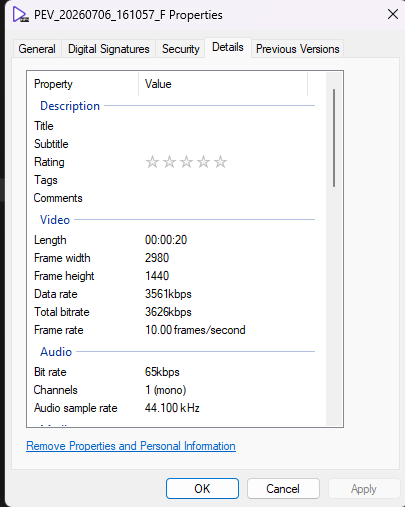 PEV_20260706_161057_F Properties
General Digital Signatures Security Details Previous Versions
Property Value
Description
Title
Subtitle
Rating
Tags
Comments
Video
Length 00:00:20
Frame width 2980
Frame height 1440
Data rate 3561kbps
Total bitrate 3626kbps
Frame rate 10.00 frames/second
Audio
Bit rate 65kbps
Channels 1 (mono)
Audio sample rate 44.100 kHz
Remove Properties and Personal Information
OK Cancel Apply